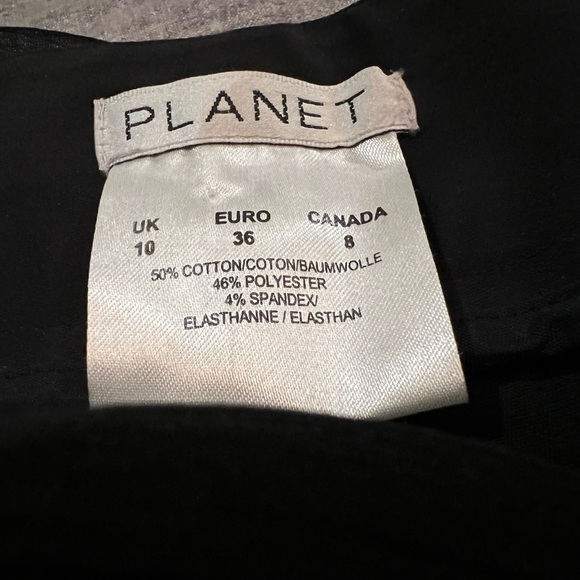 PLANET
UK EURO CANADA
10 36 8
50% COTTON/COTON/BAUMWOLLE
46% POLYESTER
4% SPANDEX/
ELASTHANNE / ELASTHAN